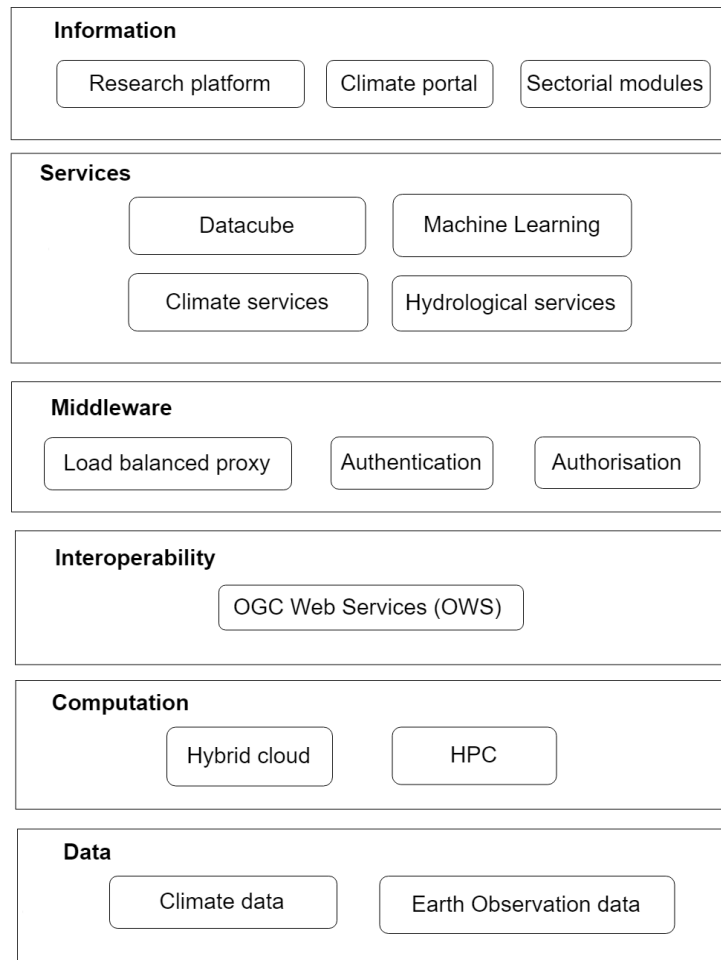 Information
Research platform
Climate portal
Sectorial modules
Services
Datacube
Machine Learning
Climate services
Hydrological services
Middleware
Load balanced proxy
Authentication
Authorisation
Interoperability
OGC Web Services (OWS)
Computation
Hybrid cloud
HPC
Data
Climate data
Earth Observation data